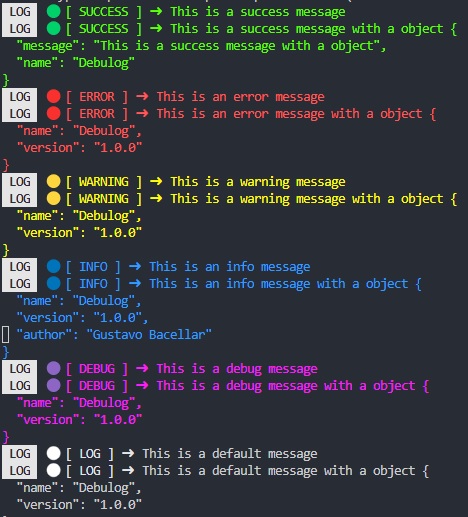 LOG 🟢 [ SUCCESS ] ➜ This is a success message
LOG 🟢 [ SUCCESS ] ➜ This is a success message with a object {
  "message": "This is a success message with a object",
  "name": "Debulog"
}
LOG 🔴 [ ERROR ] ➜ This is an error message
LOG 🔴 [ ERROR ] ➜ This is an error message with a object {
  "name": "Debulog",
  "version": "1.0.0"
}
LOG 🟡 [ WARNING ] ➜ This is a warning message
LOG 🟡 [ WARNING ] ➜ This is a warning message with a object {
  "name": "Debulog",
  "version": "1.0.0"
}
LOG 🔵 [ INFO ] ➜ This is an info message
LOG 🔵 [ INFO ] ➜ This is an info message with a object {
  "name": "Debulog",
  "version": "1.0.0",
  "author": "Gustavo Bacellar"
}
LOG 🟣 [ DEBUG ] ➜ This is a debug message
LOG 🟣 [ DEBUG ] ➜ This is a debug message with a object {
  "name": "Debulog",
  "version": "1.0.0"
}
LOG ⚪ [ LOG ] ➜ This is a default message
LOG ⚪ [ LOG ] ➜ This is a default message with a object {
  "name": "Debulog",
  "version": "1.0.0"